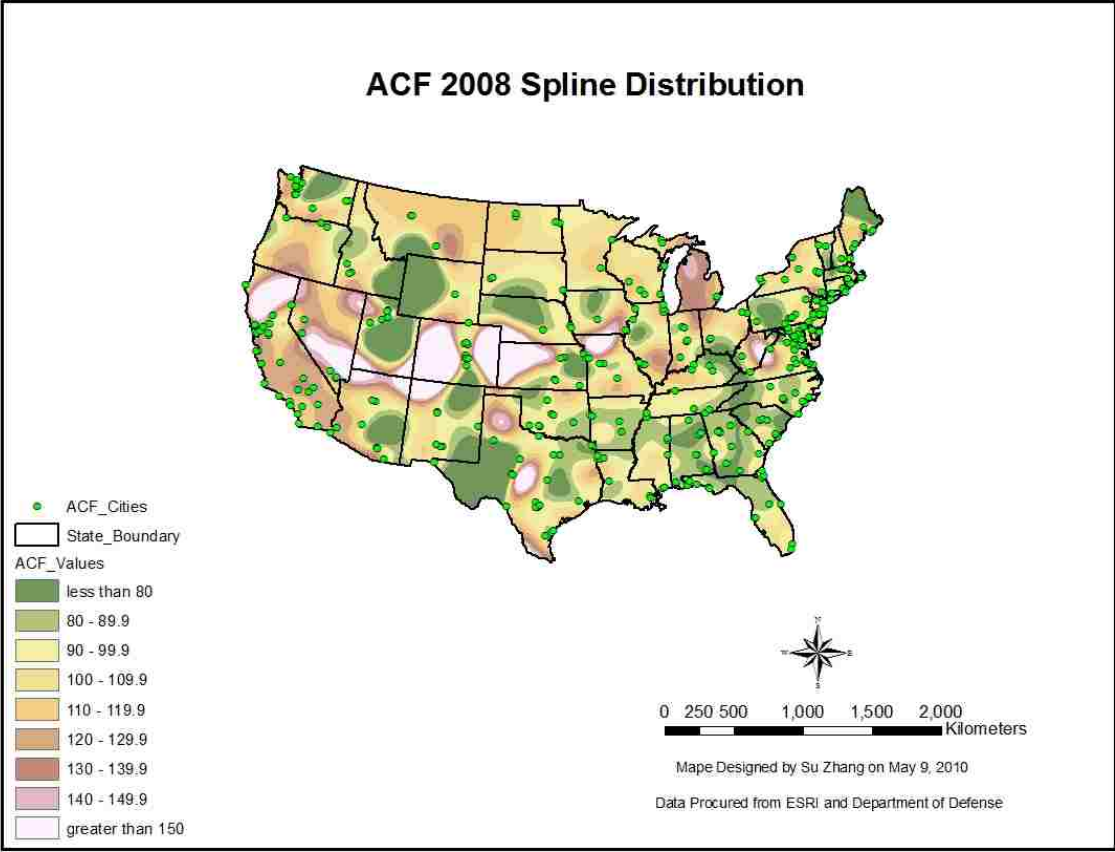 ACF 2008 Spline Distribution
ACF_Cities
State_Boundary
ACF_Values
less than 80
80 - 89.9
90 - 99.9
100 - 109.9
110 - 119.9
120 - 129.9
130 - 139.9
140 - 149.9
greater than 150
N
W E
S
0 250 500 1,000 1,500 2,000
Kilometers
Mape Designed by Su Zhang on May 9, 2010
Data Procured from ESRI and Department of Defense